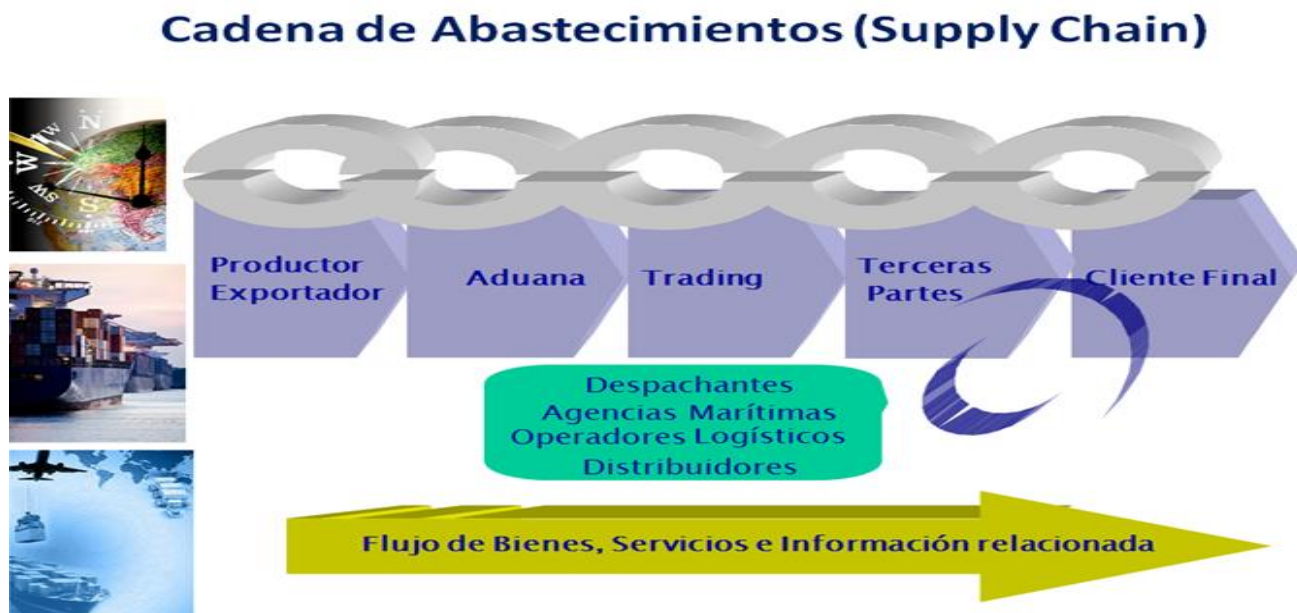 Cadena de Abastecimientos (Supply Chain)
N
W
SW
S
Productor
Exportador
Aduana
Trading
Terceras
Partes
Cliente Final
Despachantes
Agencias Marítimas
Operadores Logísticos
Distribuidores
Flujo de Bienes, Servicios e Información relacionada